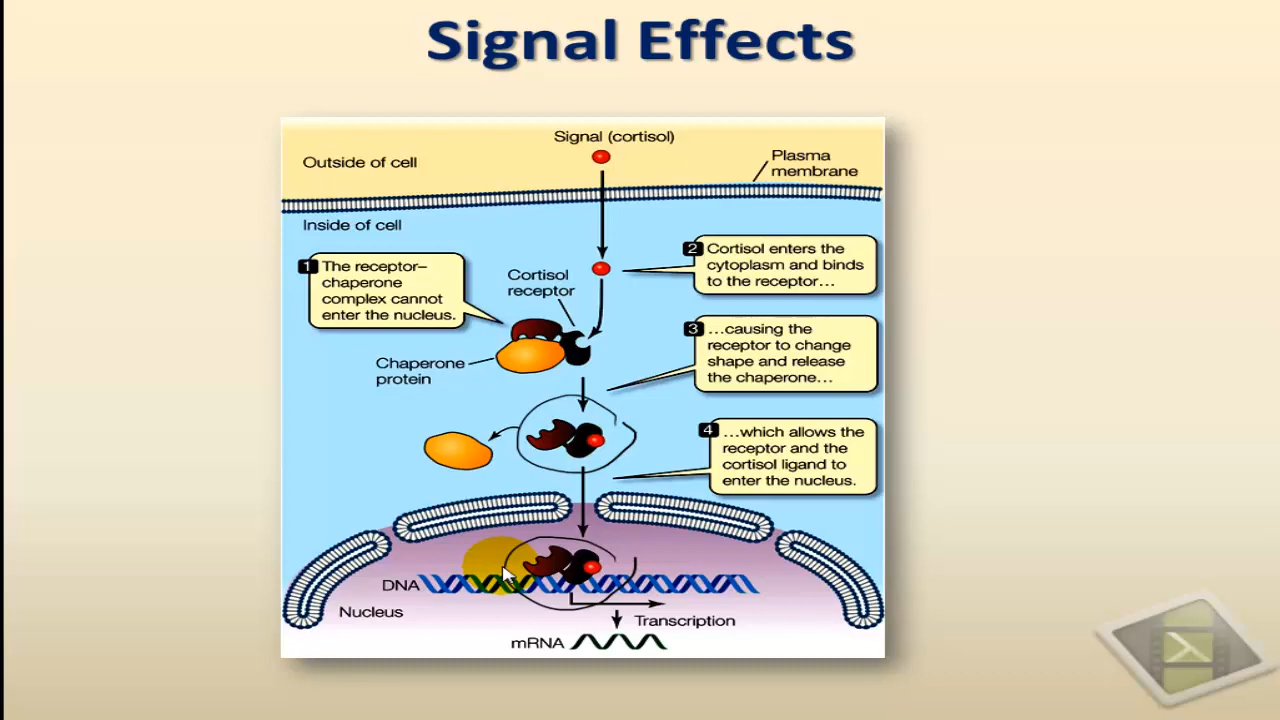 Signal Effects
Signal (cortisol)
Outside of cell
Plasma
membrane
Inside of cell
1 The receptor–
chaperone
complex cannot
enter the nucleus.
2 Cortisol enters the
cytoplasm and binds
to the receptor…
Cortisol
receptor
3 …causing the
receptor to change
shape and release
the chaperone…
Chaperone
protein
4 …which allows the
receptor and the
cortisol ligand to
enter the nucleus.
DNA
Nucleus
Transcription
mRNA